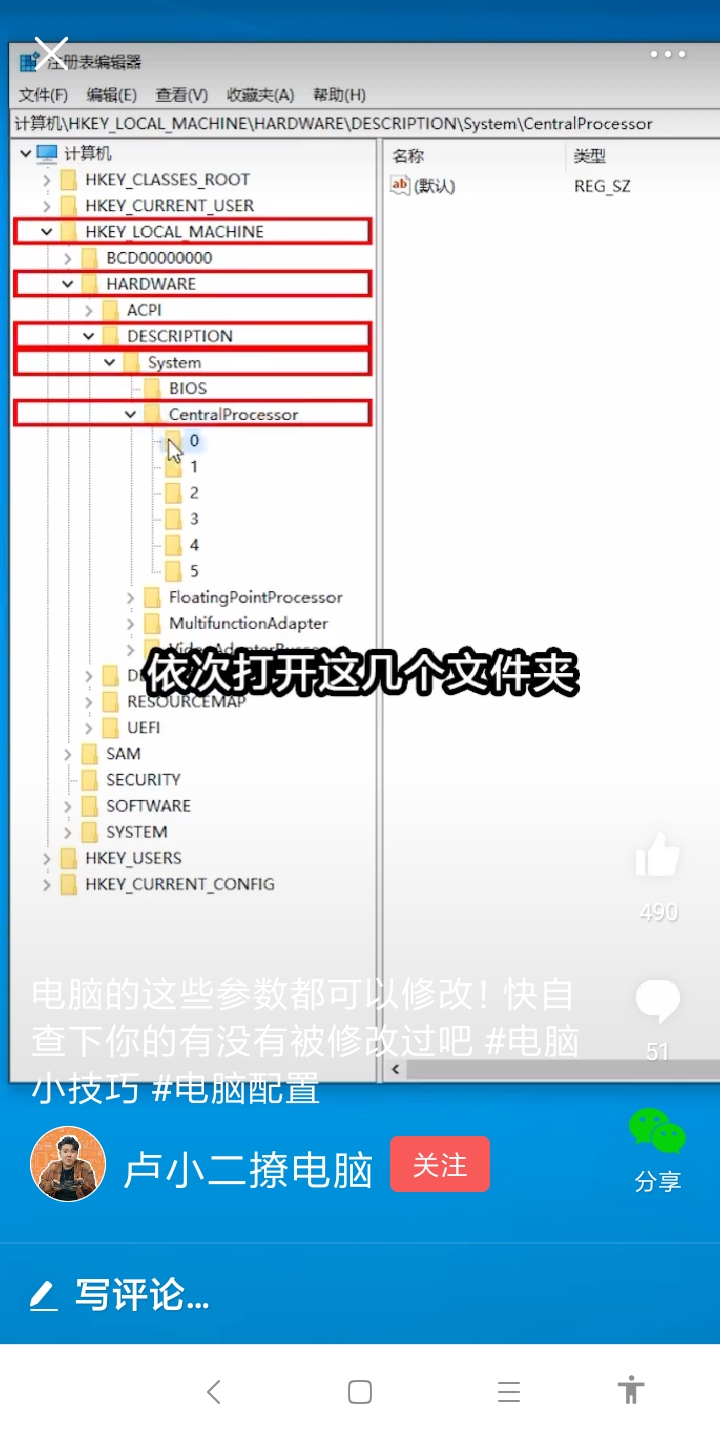 注册表编辑器
文件(F) 编辑(E) 查看(V) 收藏夹(A) 帮助(H)
计算机\HKEY_LOCAL_MACHINE\HARDWARE\DESCRIPTION\System\CentralProcessor
计算机
名称 类型
HKEY_CLASSES_ROOT
ab (默认) REG_SZ
HKEY_CURRENT_USER
HKEY_LOCAL_MACHINE
BCD00000000
HARDWARE
ACPI
DESCRIPTION
System
BIOS
CentralProcessor
0
1
2
3
4
5
FloatingPointProcessor
MultifunctionAdapter
依次打开这几个文件夹
RESOURCEMAP
UEFI
SAM
SECURITY
SOFTWARE
SYSTEM
HKEY_USERS
HKEY_CURRENT_CONFIG
490
电脑的这些参数都可以修改！快自
查下你的有没有被修改过吧 #电脑
小技巧 #电脑配置
51
卢小二撩电脑 关注
分享
写评论...